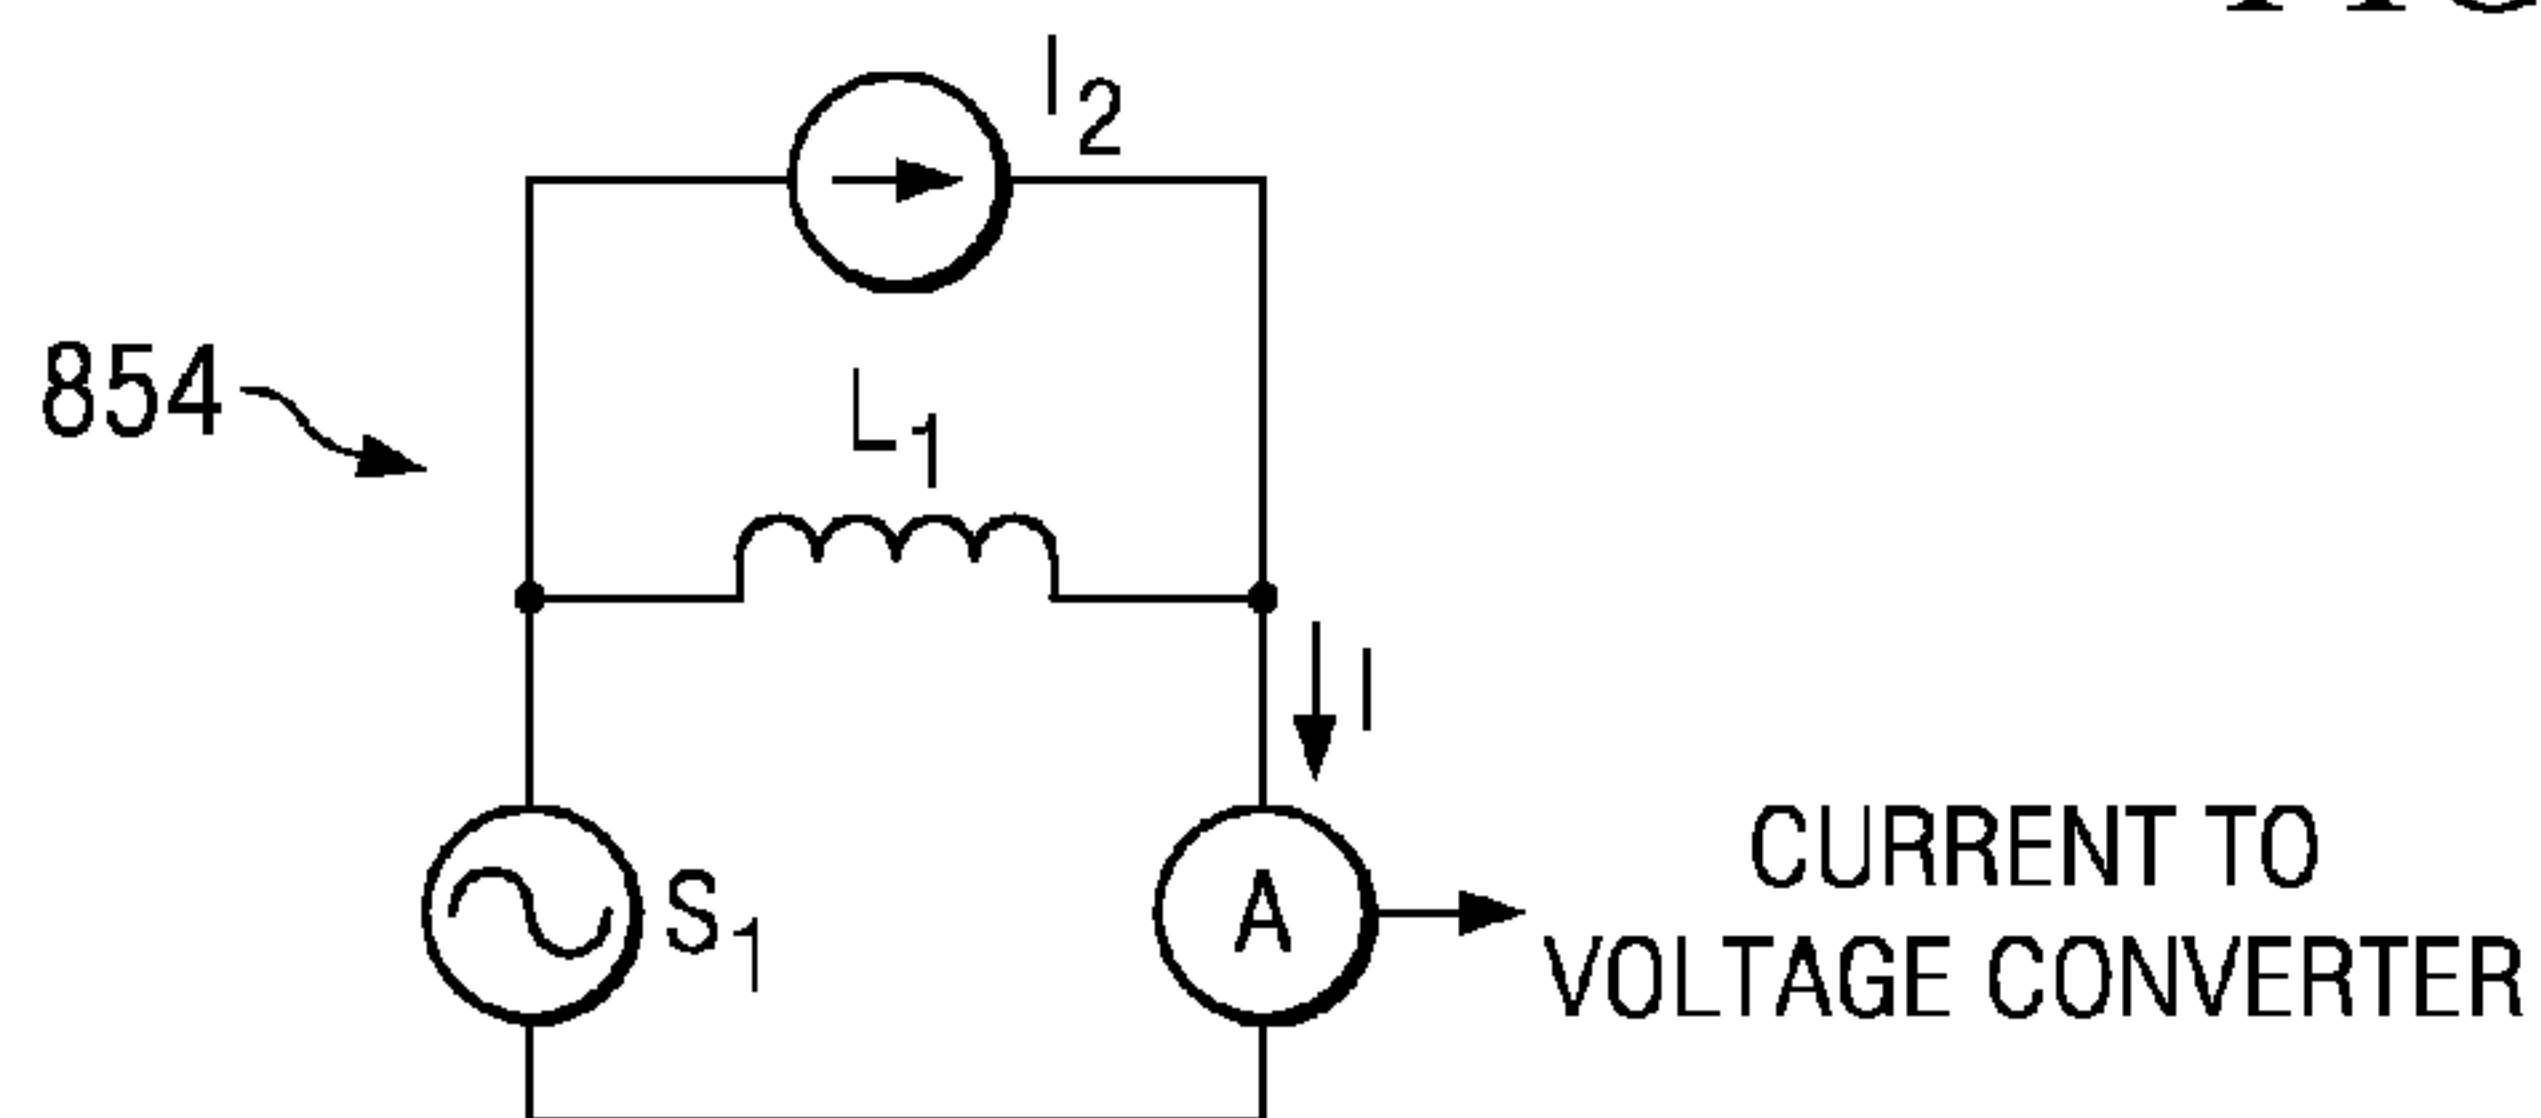 I2
854
L1
I
S1
A
CURRENT TO
VOLTAGE CONVERTER